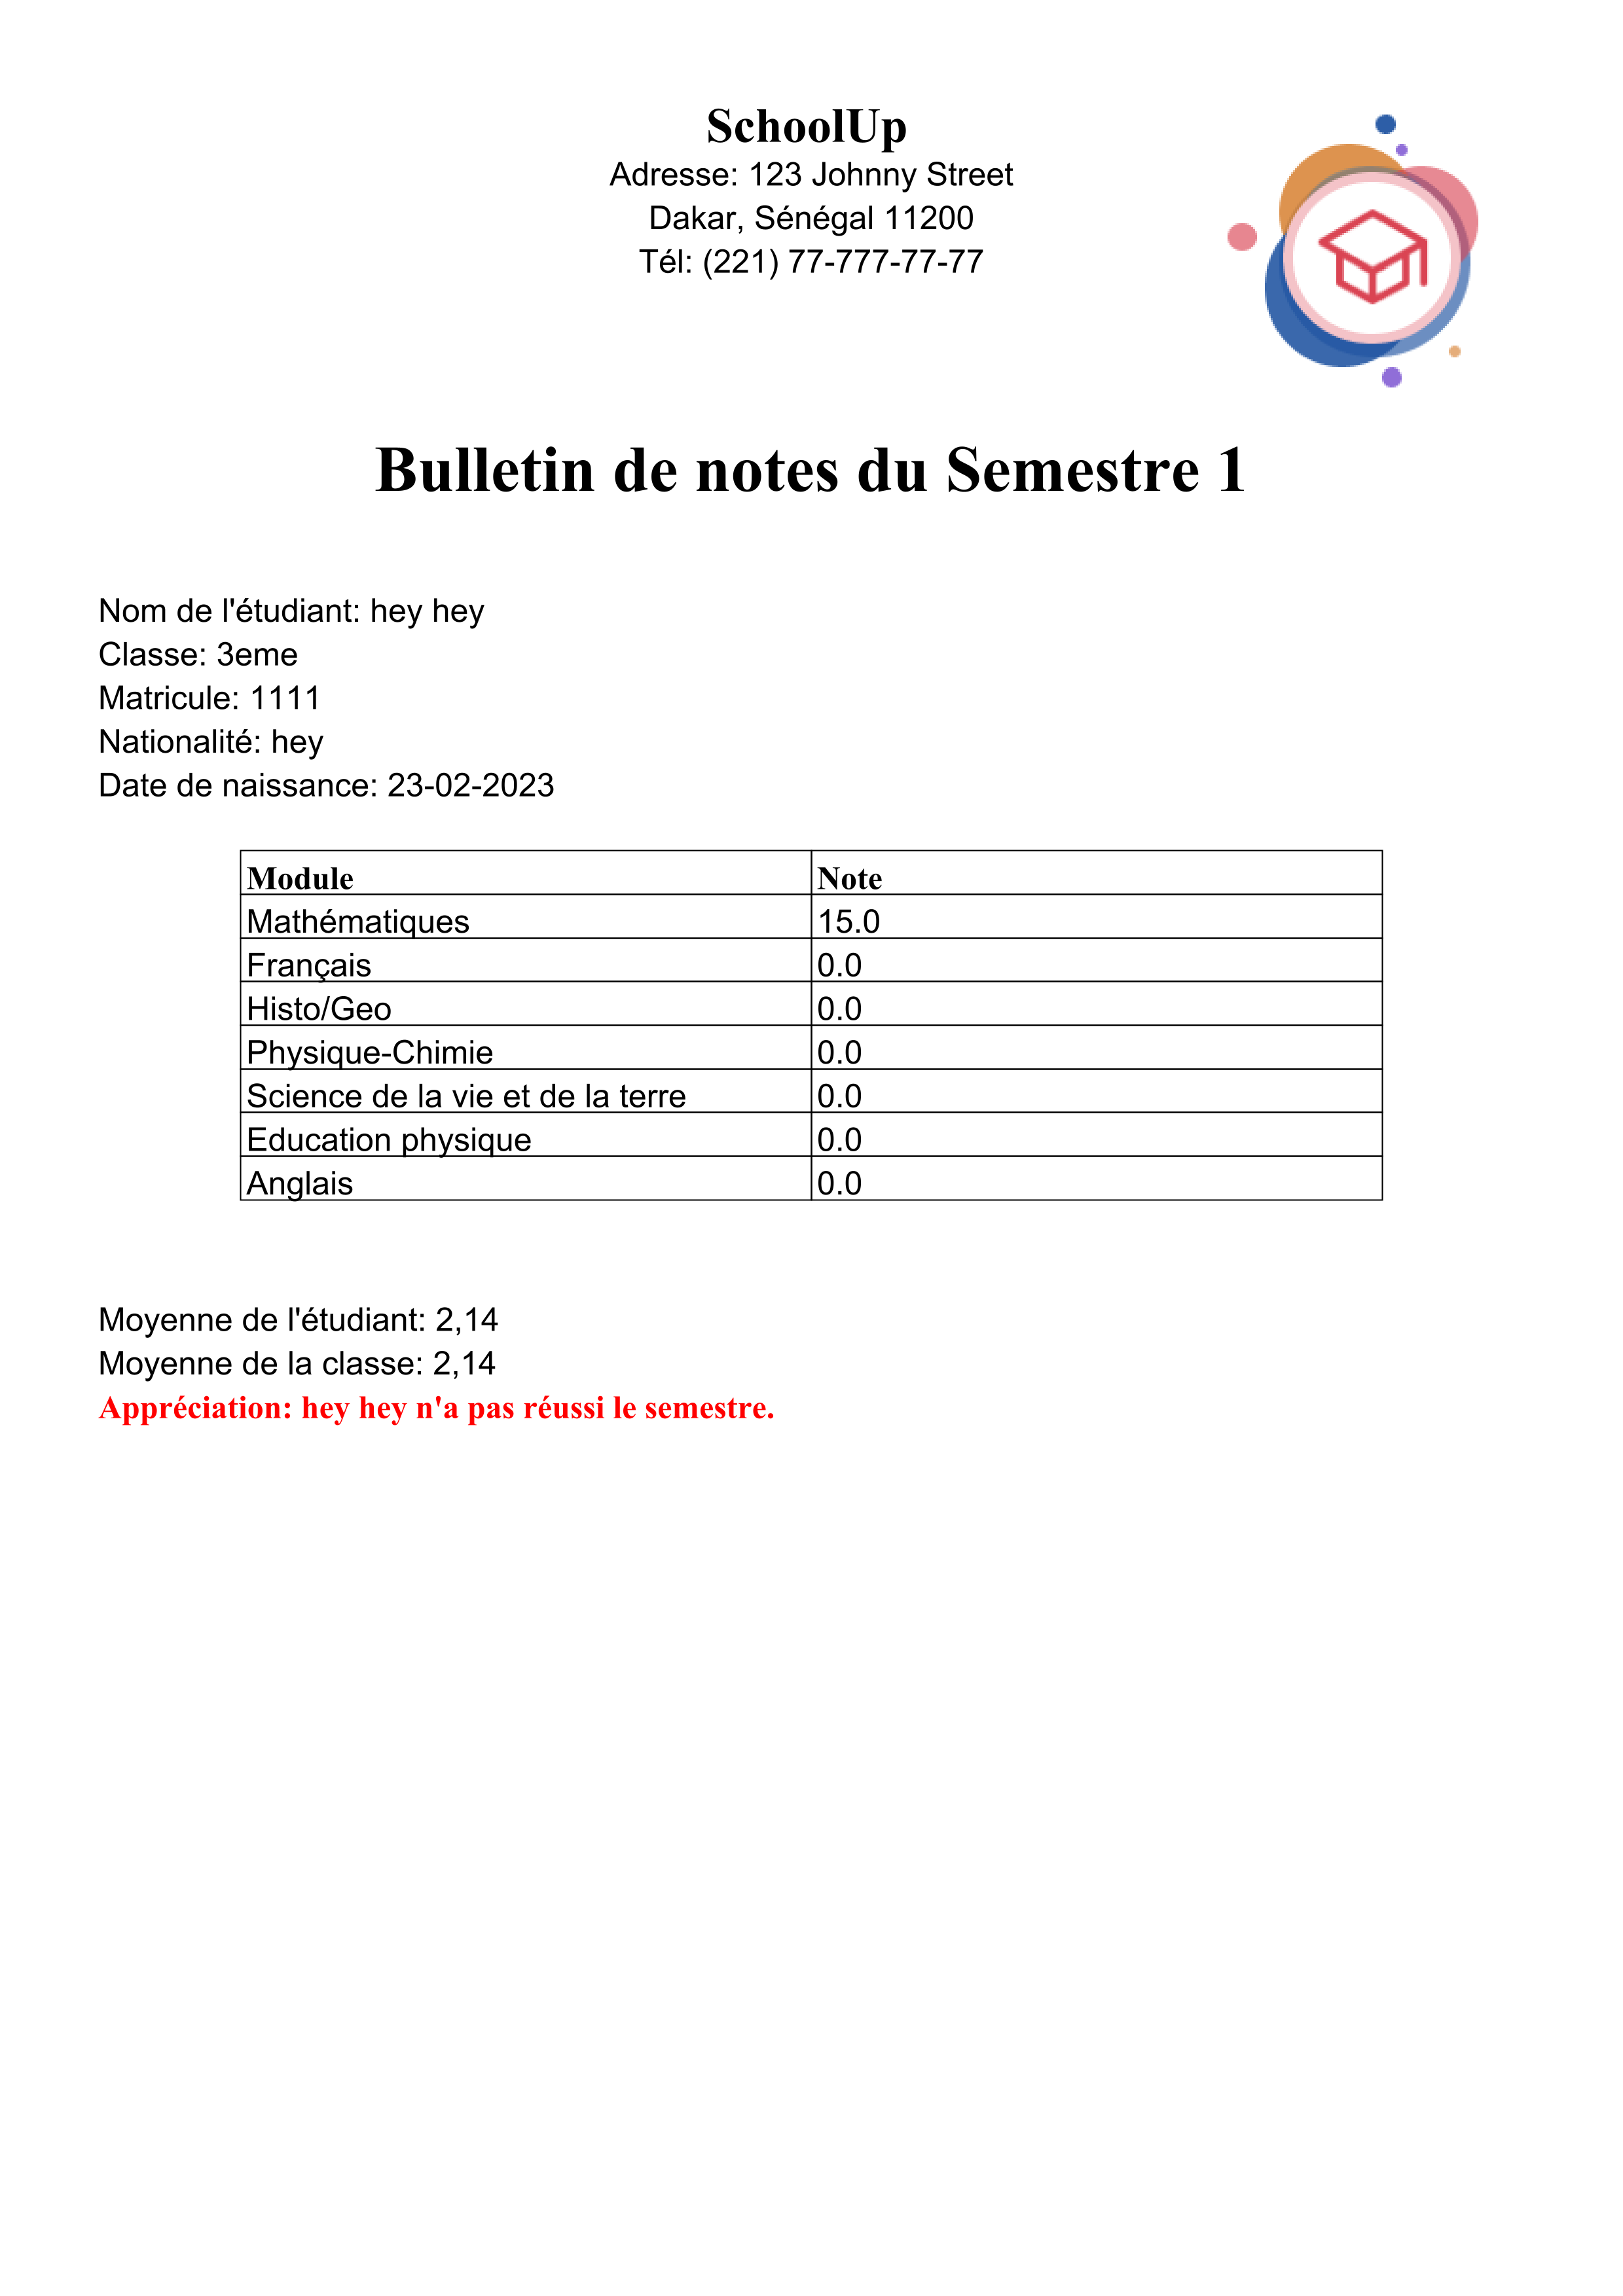 SchoolUp
Adresse: 123 Johnny Street
Dakar, Sénégal 11200
Tél: (221) 77-777-77-77
Bulletin de notes du Semestre 1
Nom de l'étudiant: hey hey
Classe: 3eme
Matricule: 1111
Nationalité: hey
Date de naissance: 23-02-2023
Module Note
Mathématiques 15.0
Français 0.0
Histo/Geo 0.0
Physique-Chimie 0.0
Science de la vie et de la terre 0.0
Education physique 0.0
Anglais 0.0
Moyenne de l'étudiant: 2,14
Moyenne de la classe: 2,14
Appréciation: hey hey n'a pas réussi le semestre.